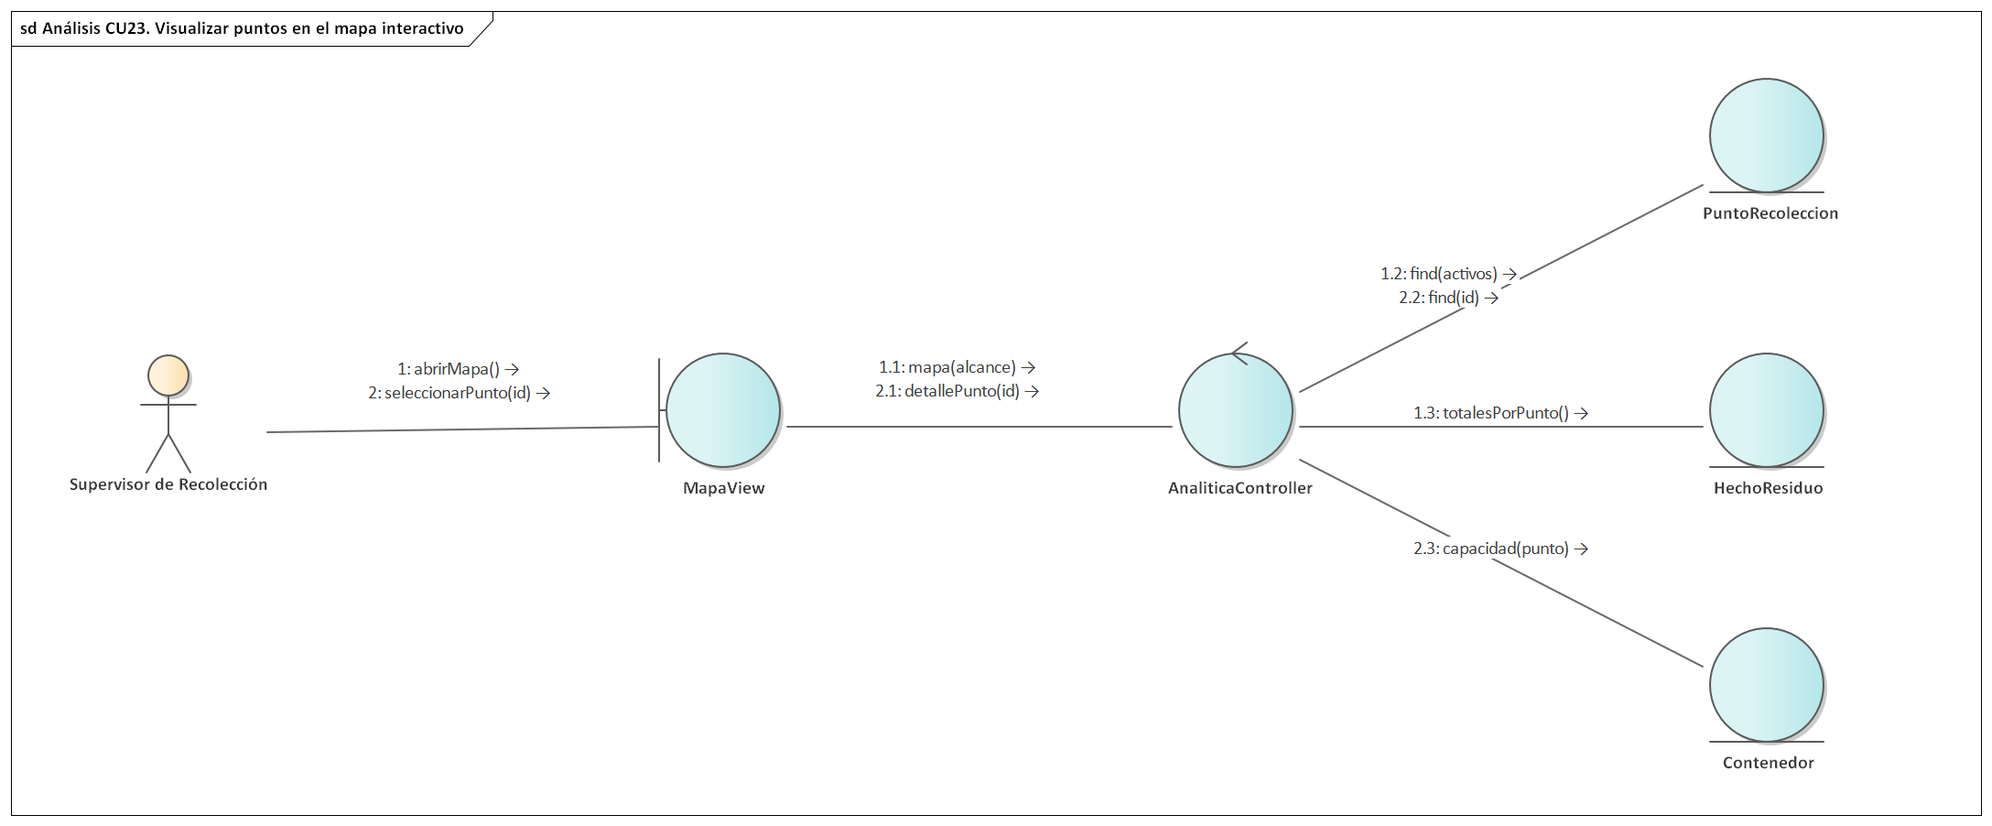 sd Análisis CU23. Visualizar puntos en el mapa interactivo
PuntoRecoleccion
1.2: find(activos) →
2.2: find(id) →
1: abrirMapa() →
2: seleccionarPunto(id) →
1.1: mapa(alcance) →
2.1: detallePunto(id) →
1.3: totalesPorPunto() →
Supervisor de Recolección
MapaView
AnaliticaController
HechoResiduo
2.3: capacidad(punto) →
Contenedor